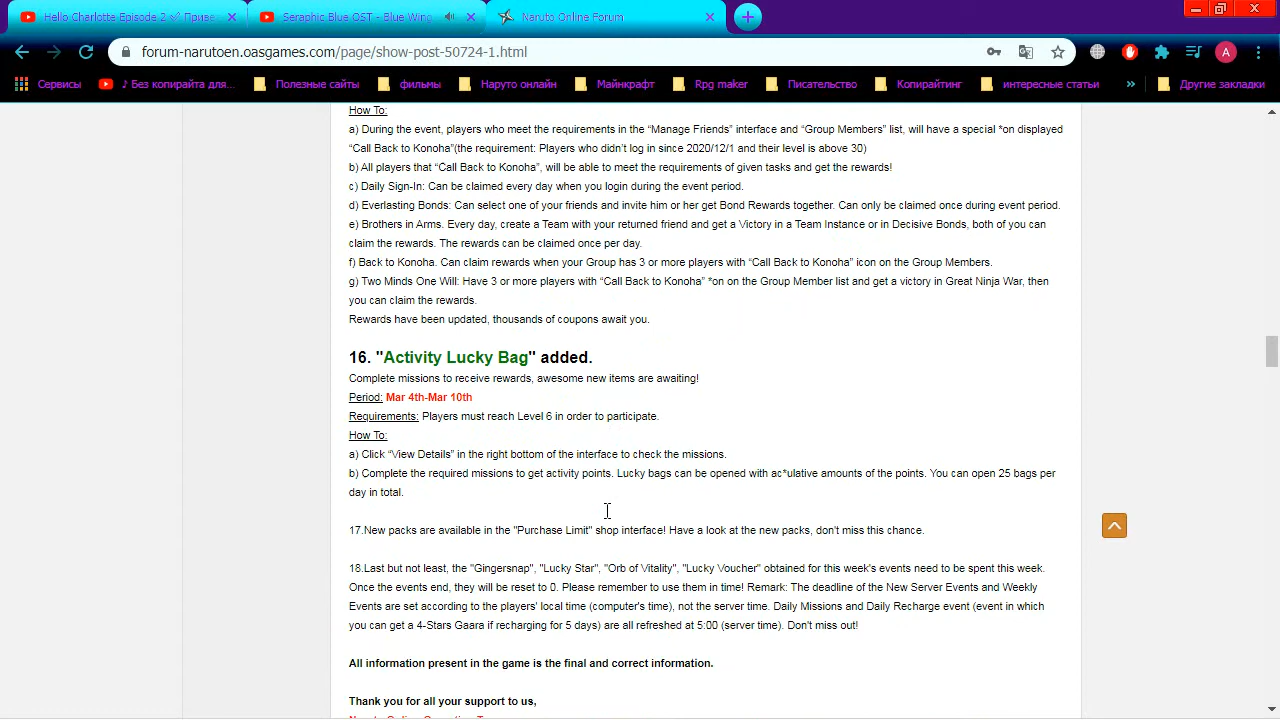 Hello Charlotte Episode 2 ✅ Приве
Seraphic Blue OST - Blue Wing
Naruto Online Forum
forum-narutoen.oasgames.com/page/show-post-50724-1.html
A
Сервисы
♪ Без копирайта для...
Полезные сайты
фильмы
Наруто онлайн
Майнкрафт
Rpg maker
Писательство
Копирайтинг
интересные статьи
»
Другие закладки
How To:
a) During the event, players who meet the requirements in the “Manage Friends” interface and “Group Members” list, will have a special *on displayed
“Call Back to Konoha”(the requirement: Players who didn’t log in since 2020/12/1 and their level is above 30)
b) All players that “Call Back to Konoha”, will be able to meet the requirements of given tasks and get the rewards!
c) Daily Sign-In: Can be claimed every day when you login during the event period.
d) Everlasting Bonds: Can select one of your friends and invite him or her get Bond Rewards together. Can only be claimed once during event period.
e) Brothers in Arms. Every day, create a Team with your returned friend and get a Victory in a Team Instance or in Decisive Bonds, both of you can
claim the rewards. The rewards can be claimed once per day.
f) Back to Konoha. Can claim rewards when your Group has 3 or more players with “Call Back to Konoha” icon on the Group Members.
g) Two Minds One Will: Have 3 or more players with “Call Back to Konoha” *on on the Group Member list and get a victory in Great Ninja War, then
you can claim the rewards.
Rewards have been updated, thousands of coupons await you.
16. "Activity Lucky Bag" added.
Complete missions to receive rewards, awesome new items are awaiting!
Period: Mar 4th-Mar 10th
Requirements: Players must reach Level 6 in order to participate.
How To:
a) Click “View Details” in the right bottom of the interface to check the missions.
b) Complete the required missions to get activity points. Lucky bags can be opened with ac*ulative amounts of the points. You can open 25 bags per
day in total.
17.New packs are available in the "Purchase Limit" shop interface! Have a look at the new packs, don't miss this chance.
18.Last but not least, the "Gingersnap", "Lucky Star", "Orb of Vitality", "Lucky Voucher" obtained for this week's events need to be spent this week.
Once the events end, they will be reset to 0. Please remember to use them in time! Remark: The deadline of the New Server Events and Weekly
Events are set according to the players' local time (computer's time), not the server time. Daily Missions and Daily Recharge event (event in which
you can get a 4-Stars Gaara if recharging for 5 days) are all refreshed at 5:00 (server time). Don't miss out!
All information present in the game is the final and correct information.
Thank you for all your support to us,